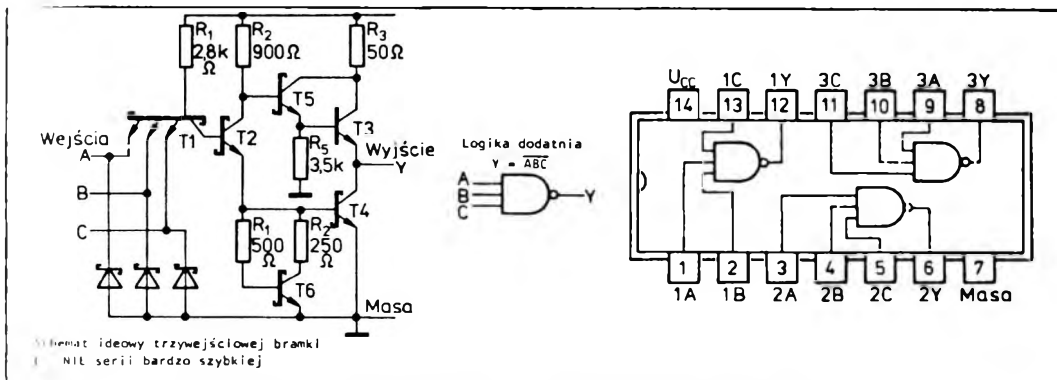 R1
2,8k
Ω
R2
900Ω
R3
50Ω
T5
T1
T2
T3
Wejścia
A
B
C
R5
3,5k
Wyjście
Y
T4
R1
500
Ω
R2
250
Ω
T6
Masa
ideowy trzywejściowej bramki
serii bardzo szybkiej
Logika dodatnia
Y = ABC
A
B
C
Y
UCC 1C 1Y 3C 3B 3A 3Y
14 13 12 11 10 9 8
1 2 3 4 5 6 7
1A 1B 2A 2B 2C 2Y Masa